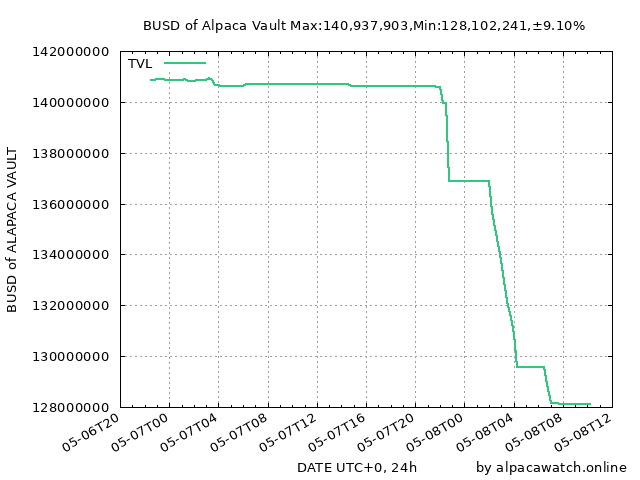 BUSD of Alpaca Vault Max:140,937,903,Min:128,102,241,±9.10%
TVL
142000000
140000000
138000000
136000000
134000000
132000000
130000000
128000000
BUSD of ALAPACA VAULT
05-06T20
05-07T00
05-07T04
05-07T08
05-07T12
05-07T16
05-07T20
05-08T00
05-08T04
05-08T08
05-08T12
DATE UTC+0, 24h
by alpacawatch.online